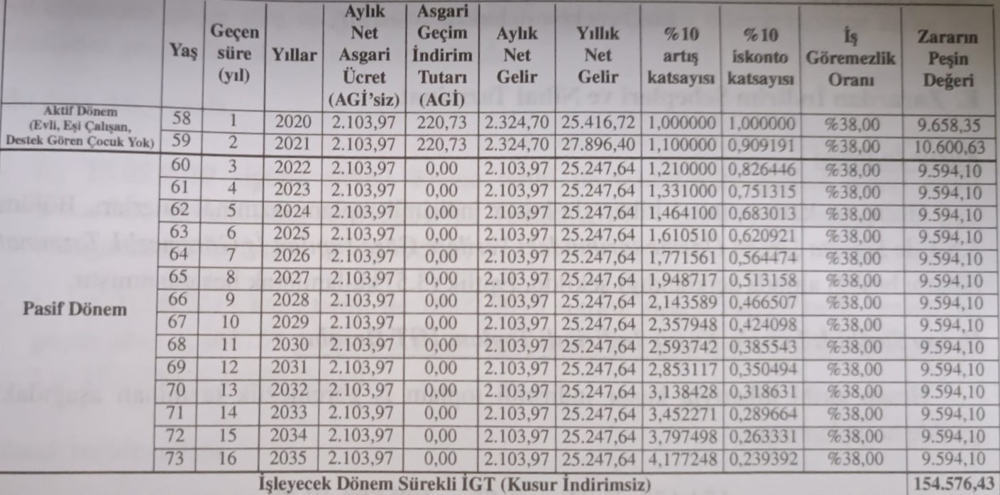 Yaş Geçen süre (yıl) Yıllar Aylık Net Asgari Ücret (AGİ'siz) Asgari Geçim İndirim Tutarı (AGİ) Aylık Net Gelir Yıllık Net Gelir %10 artış katsayısı %10 iskonto katsayısı İş Göremezlik Oranı Zararın Peşin Değeri
Aktif Dönem
(Evli, Eşi Çalışan,
Destek Gören Çocuk Yok)
58 1 2020 2.103,97 220,73 2.324,70 25.416,72 1,000000 1,000000 %38,00 9.658,35
59 2 2021 2.103,97 220,73 2.324,70 27.896,40 1,100000 0,909191 %38,00 10.600,63
Pasif Dönem
60 3 2022 2.103,97 0,00 2.103,97 25.247,64 1,210000 0,826446 %38,00 9.594,10
61 4 2023 2.103,97 0,00 2.103,97 25.247,64 1,331000 0,751315 %38,00 9.594,10
62 5 2024 2.103,97 0,00 2.103,97 25.247,64 1,464100 0,683013 %38,00 9.594,10
63 6 2025 2.103,97 0,00 2.103,97 25.247,64 1,610510 0,620921 %38,00 9.594,10
64 7 2026 2.103,97 0,00 2.103,97 25.247,64 1,771561 0,564474 %38,00 9.594,10
65 8 2027 2.103,97 0,00 2.103,97 25.247,64 1,948717 0,513158 %38,00 9.594,10
66 9 2028 2.103,97 0,00 2.103,97 25.247,64 2,143589 0,466507 %38,00 9.594,10
67 10 2029 2.103,97 0,00 2.103,97 25.247,64 2,357948 0,424098 %38,00 9.594,10
68 11 2030 2.103,97 0,00 2.103,97 25.247,64 2,593742 0,385543 %38,00 9.594,10
69 12 2031 2.103,97 0,00 2.103,97 25.247,64 2,853117 0,350494 %38,00 9.594,10
70 13 2032 2.103,97 0,00 2.103,97 25.247,64 3,138428 0,318631 %38,00 9.594,10
71 14 2033 2.103,97 0,00 2.103,97 25.247,64 3,452271 0,289664 %38,00 9.594,10
72 15 2034 2.103,97 0,00 2.103,97 25.247,64 3,797498 0,263331 %38,00 9.594,10
73 16 2035 2.103,97 0,00 2.103,97 25.247,64 4,177248 0,239392 %38,00 9.594,10
İşleyecek Dönem Sürekli İGT (Kusur İndirimsiz) 154.576,43